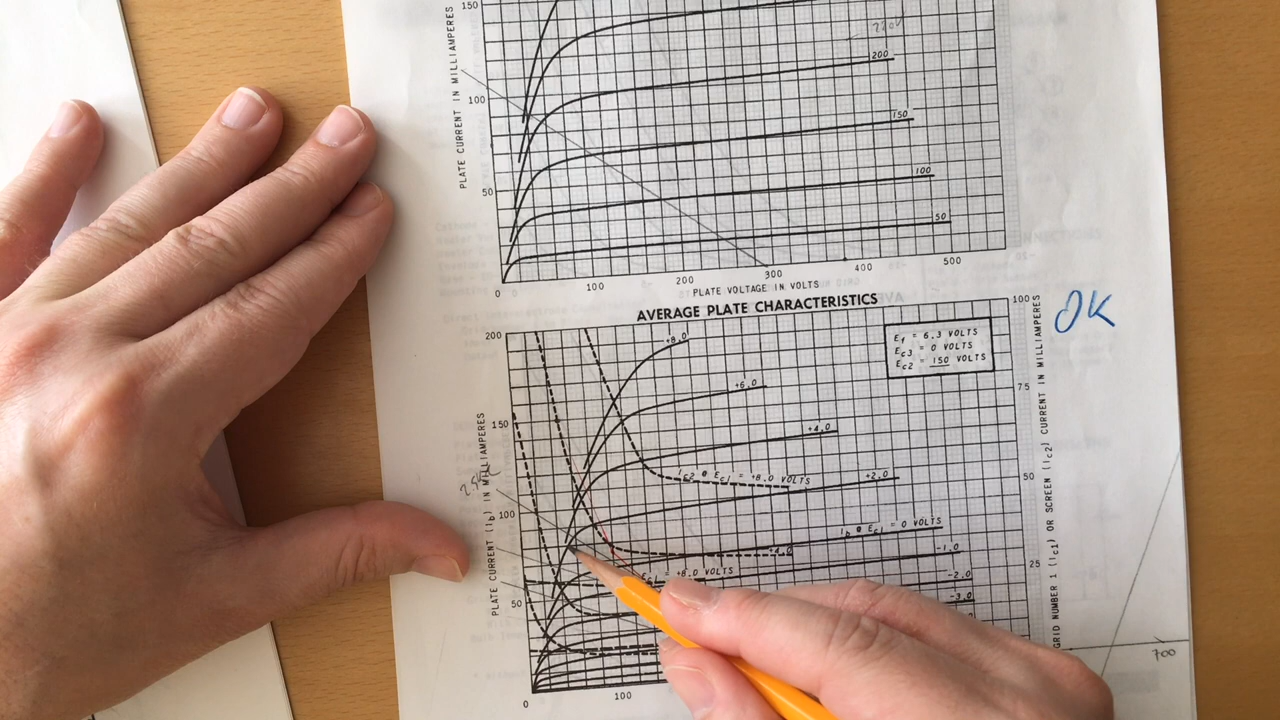 150
220V
200
PLATE CURRENT IN MILLIAMPERES
100
150
100
50
50
0
0
100
200
300
400
500
PLATE VOLTAGE IN VOLTS
AVERAGE PLATE CHARACTERISTICS
200
+8.0
Ef = 6.3 VOLTS
Ec3 = 0 VOLTS
Ec2 = 150 VOLTS
100
OK
+6.0
75
150
+4.0
Ic2 @ Ec1 = +8.0 VOLTS
+2.0
50
PLATE CURRENT (Ib) IN MILLIAMPERES
GRID NUMBER 1 (Ic1) OR SCREEN (Ic2) CURRENT IN MILLIAMPERES
100
Ib @ Ec1 = 0 VOLTS
+4.0
-1.0
25
= +8.0 VOLTS
-2.0
50
-3.0
700
0
100